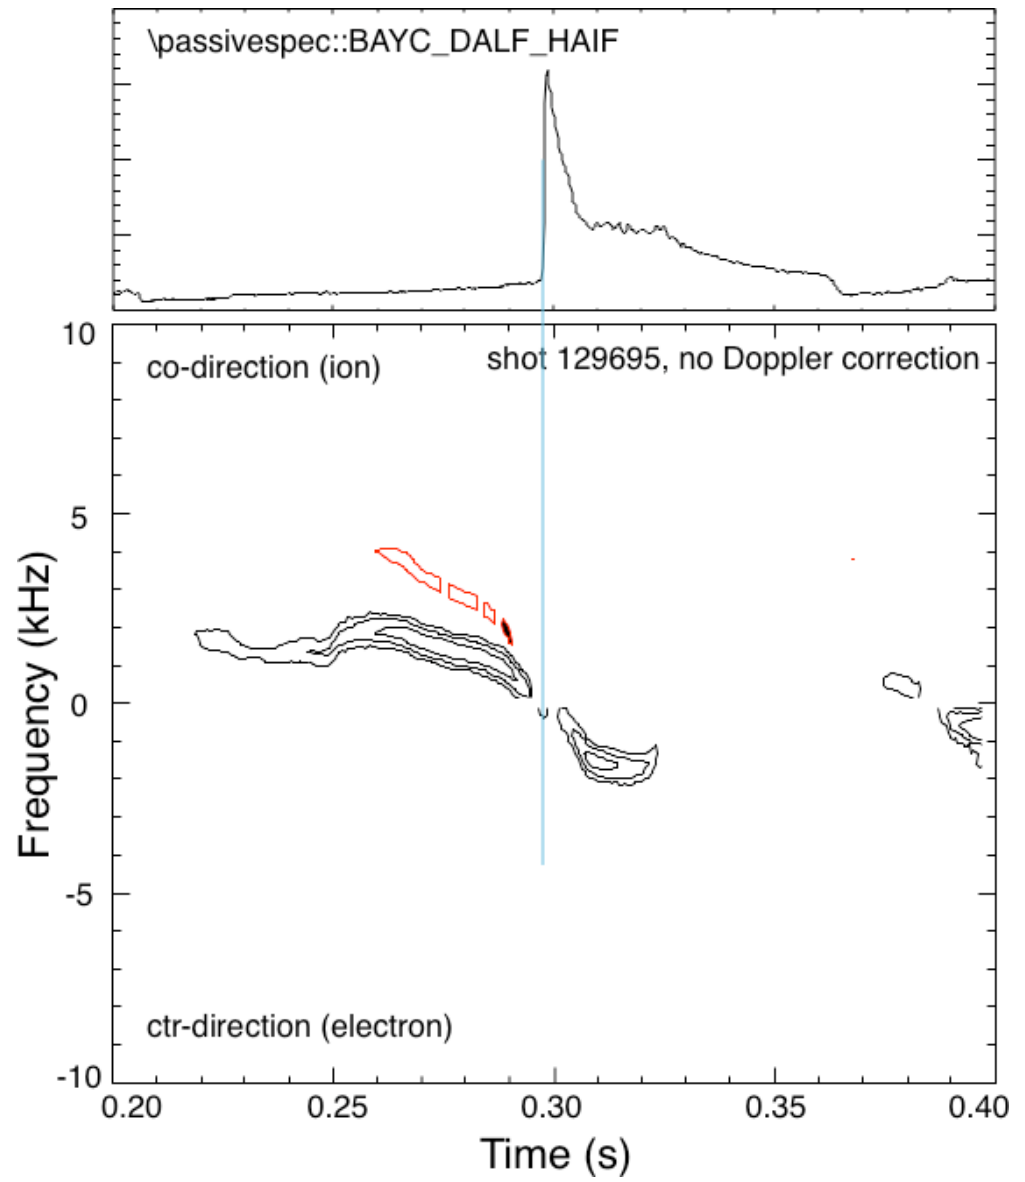 \passivespec::BAYC_DALF_HAIF
10
co-direction (ion)
shot 129695, no Doppler correction
5
0
-5
ctr-direction (electron)
-10
Frequency (kHz)
0.20 0.25 0.30 0.35 0.40
Time (s)